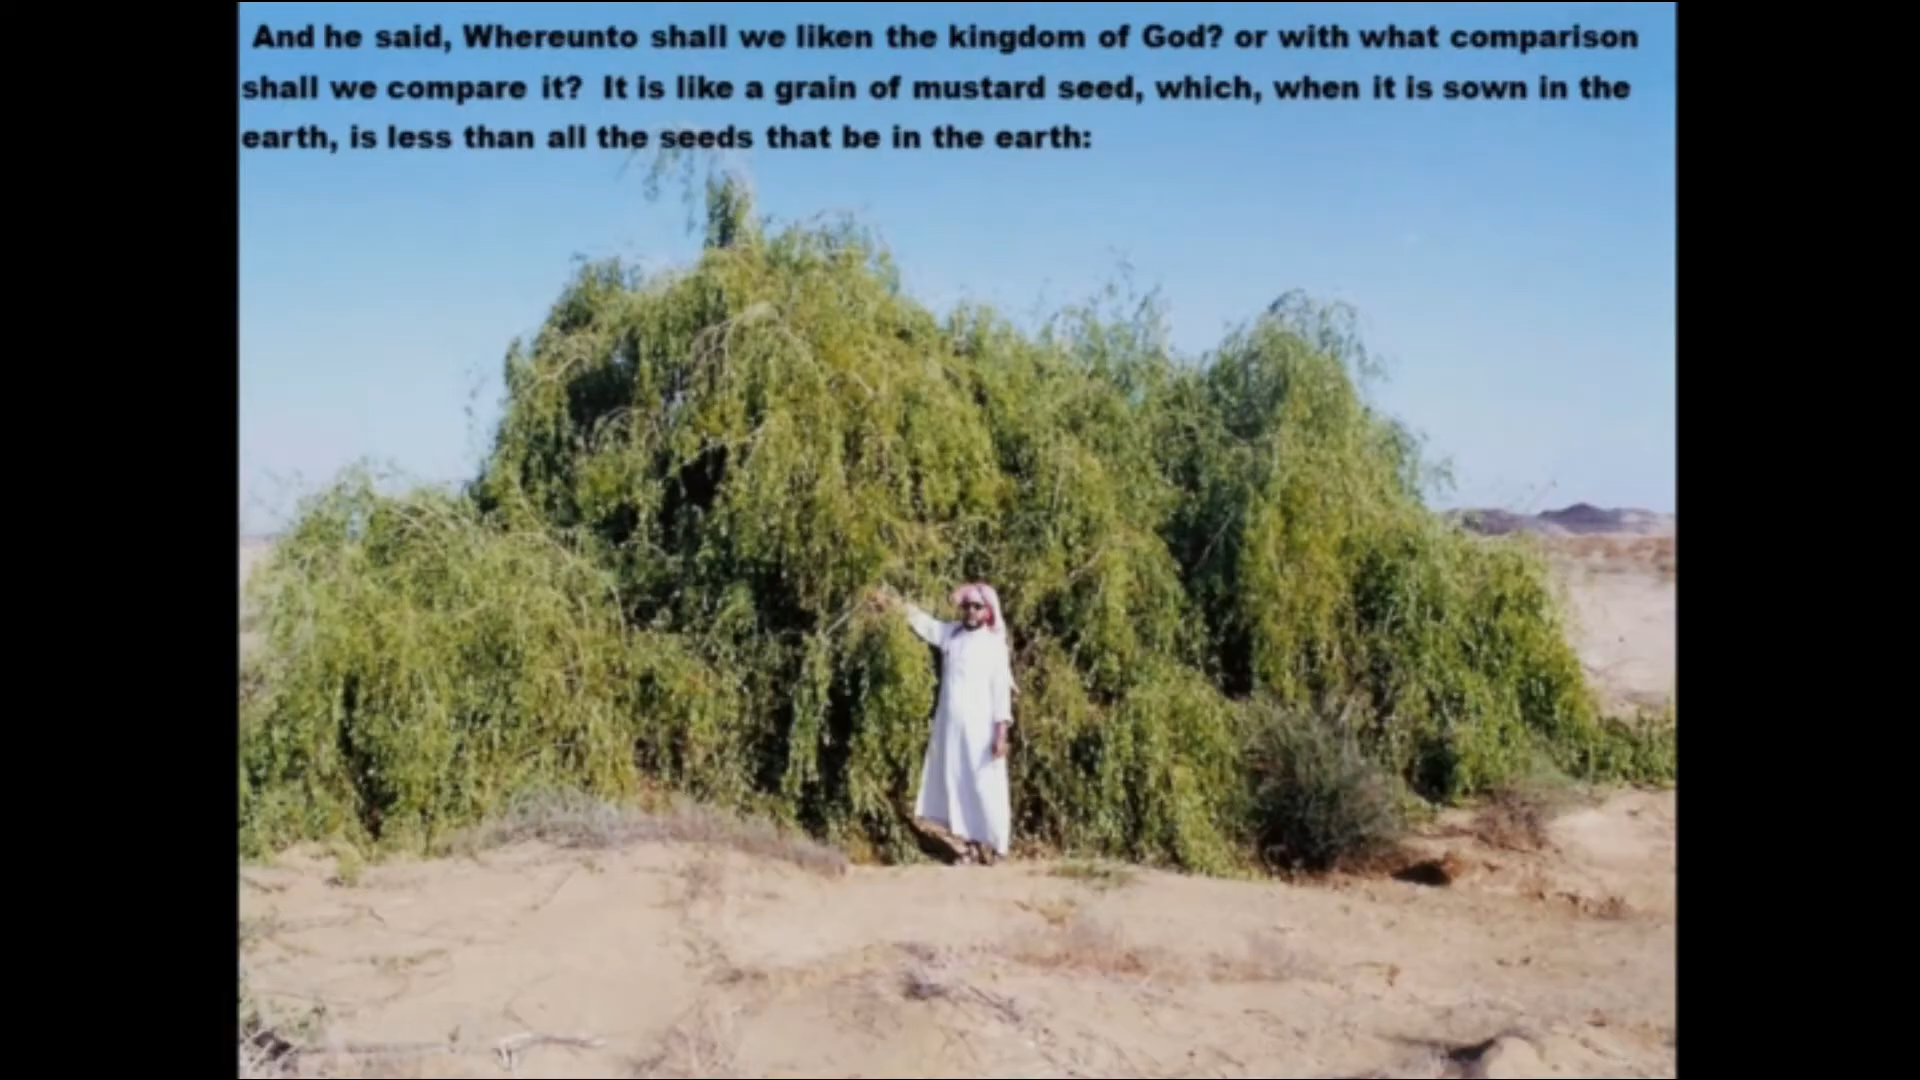 And he said, Whereunto shall we liken the kingdom of God? or with what comparison
shall we compare it?  It is like a grain of mustard seed, which, when it is sown in the
earth, is less than all the seeds that be in the earth: